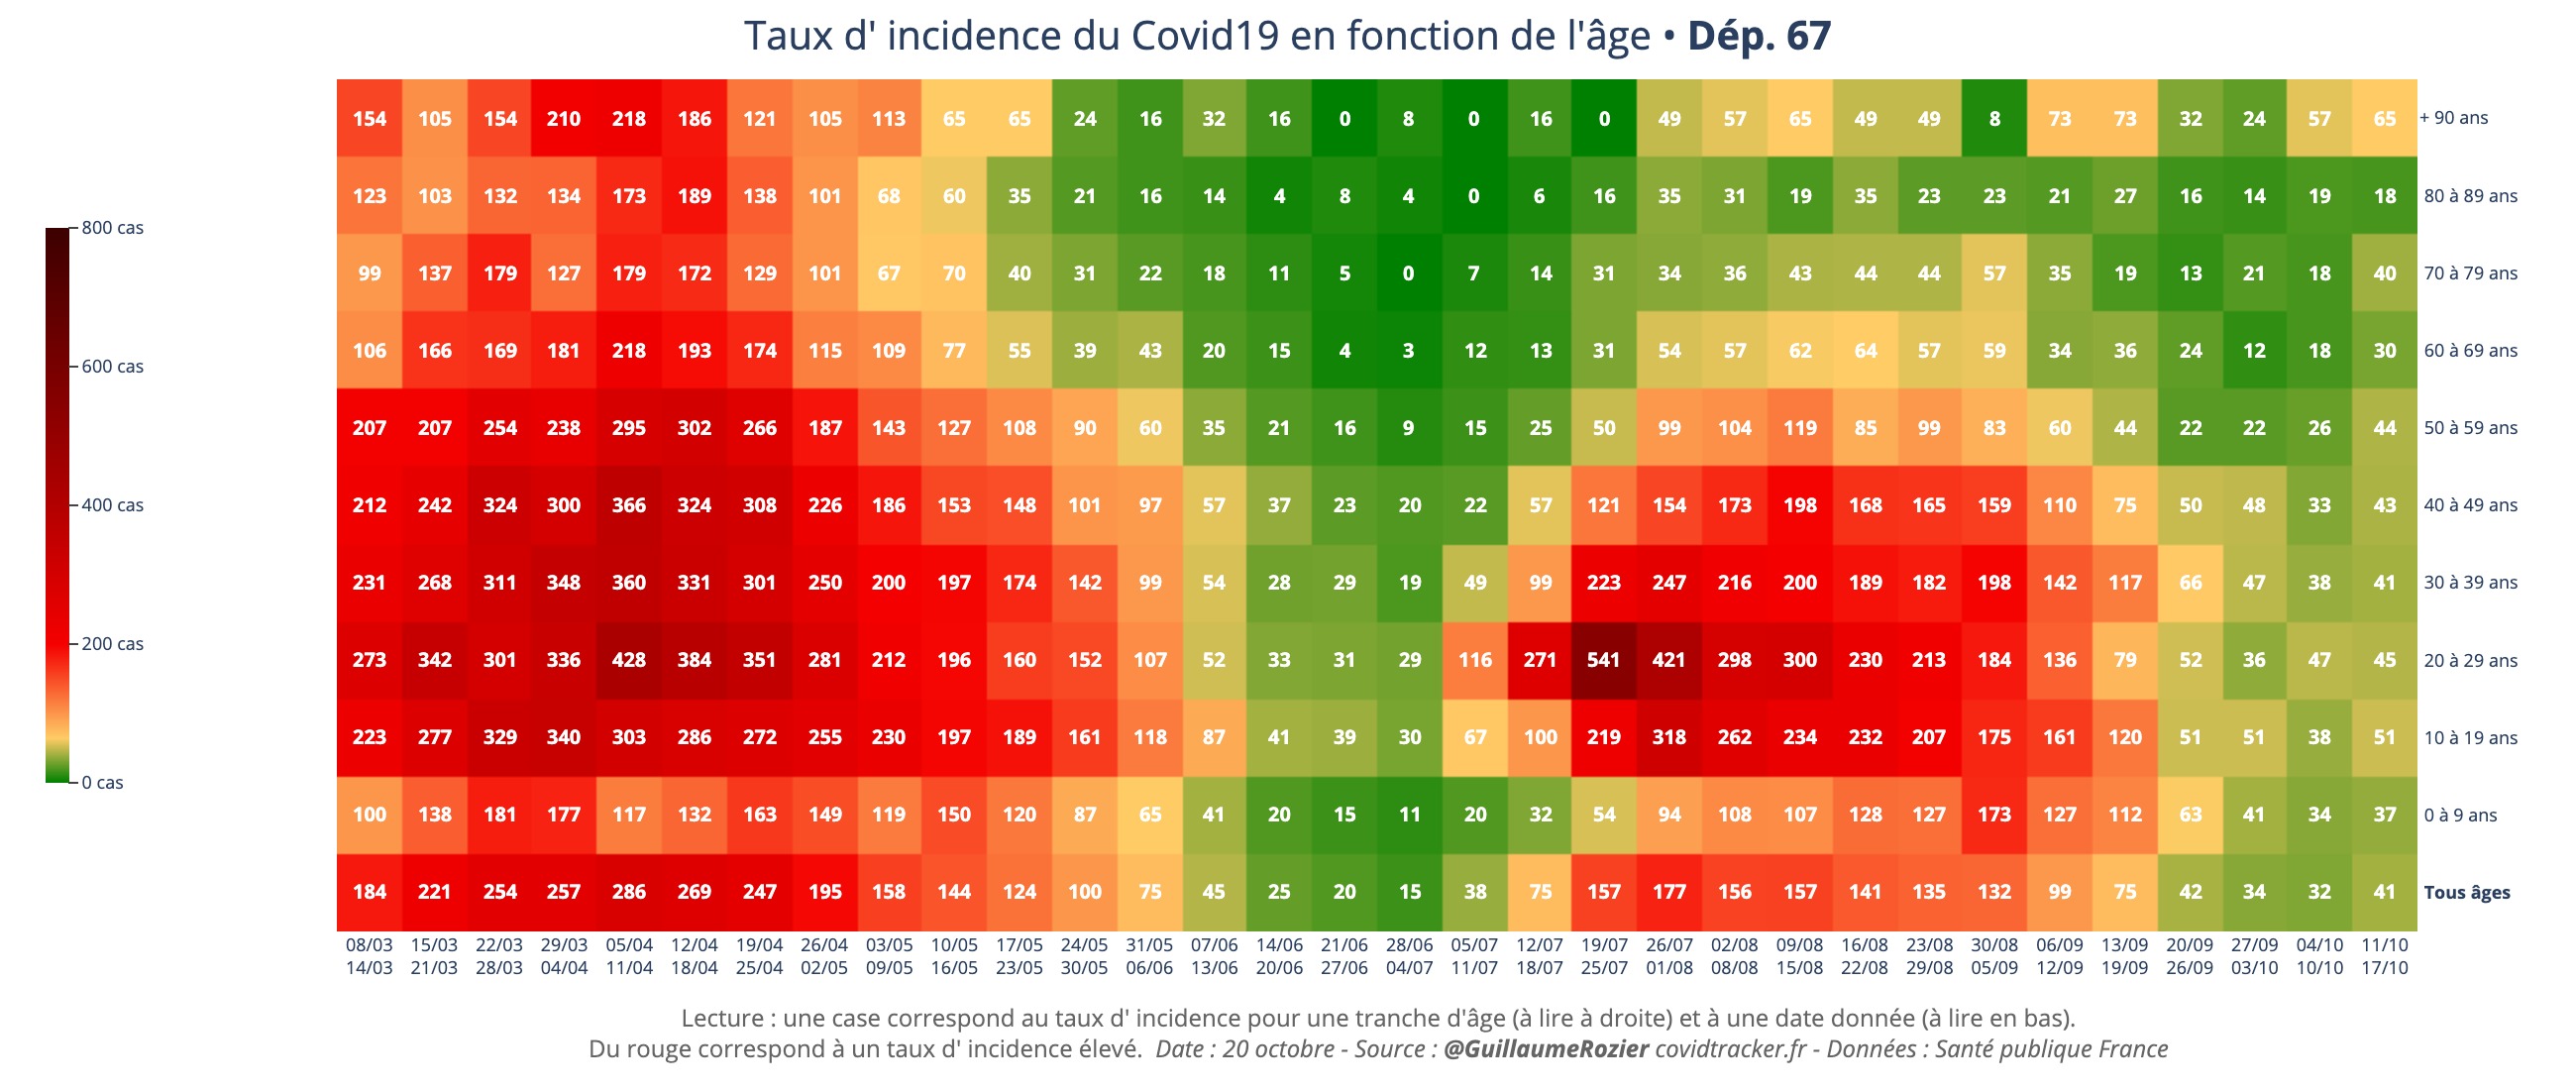 Taux d' incidence du Covid19 en fonction de l'âge • Dép. 67
800 cas
600 cas
400 cas
200 cas
0 cas
154 105 154 210 218 186 121 105 113 65 65 24 16 32 16 0 8 0 16 0 49 57 65 49 49 8 73 73 32 24 57 65 + 90 ans
123 103 132 134 173 189 138 101 68 60 35 21 16 14 4 8 4 0 6 16 35 31 19 35 23 23 21 27 16 14 19 18 80 à 89 ans
99 137 179 127 179 172 129 101 67 70 40 31 22 18 11 5 0 7 14 31 34 36 43 44 44 57 35 19 13 21 18 40 70 à 79 ans
106 166 169 181 218 193 174 115 109 77 55 39 43 20 15 4 3 12 13 31 54 57 62 64 57 59 34 36 24 12 18 30 60 à 69 ans
207 207 254 238 295 302 266 187 143 127 108 90 60 35 21 16 9 15 25 50 99 104 119 85 99 83 60 44 22 22 26 44 50 à 59 ans
212 242 324 300 366 324 308 226 186 153 148 101 97 57 37 23 20 22 57 121 154 173 198 168 165 159 110 75 50 48 33 43 40 à 49 ans
231 268 311 348 360 331 301 250 200 197 174 142 99 54 28 29 19 49 99 223 247 216 200 189 182 198 142 117 66 47 38 41 30 à 39 ans
273 342 301 336 428 384 351 281 212 196 160 152 107 52 33 31 29 116 271 541 421 298 300 230 213 184 136 79 52 36 47 45 20 à 29 ans
223 277 329 340 303 286 272 255 230 197 189 161 118 87 41 39 30 67 100 219 318 262 234 232 207 175 161 120 51 51 38 51 10 à 19 ans
100 138 181 177 117 132 163 149 119 150 120 87 65 41 20 15 11 20 32 54 94 108 107 128 127 173 127 112 63 41 34 37 0 à 9 ans
184 221 254 257 286 269 247 195 158 144 124 100 75 45 25 20 15 38 75 157 177 156 157 141 135 132 99 75 42 34 32 41 Tous âges
08/03 15/03 22/03 29/03 05/04 12/04 19/04 26/04 03/05 10/05 17/05 24/05 31/05 07/06 14/06 21/06 28/06 05/07 12/07 19/07 26/07 02/08 09/08 16/08 23/08 30/08 06/09 13/09 20/09 27/09 04/10 11/10
14/03 21/03 28/03 04/04 11/04 18/04 25/04 02/05 09/05 16/05 23/05 30/05 06/06 13/06 20/06 27/06 04/07 11/07 18/07 25/07 01/08 08/08 15/08 22/08 29/08 05/09 12/09 19/09 26/09 03/10 10/10 17/10
Lecture : une case correspond au taux d' incidence pour une tranche d'âge (à lire à droite) et à une date donnée (à lire en bas).
Du rouge correspond à un taux d' incidence élevé. Date : 20 octobre - Source : @GuillaumeRozier covidtracker.fr - Données : Santé publique France